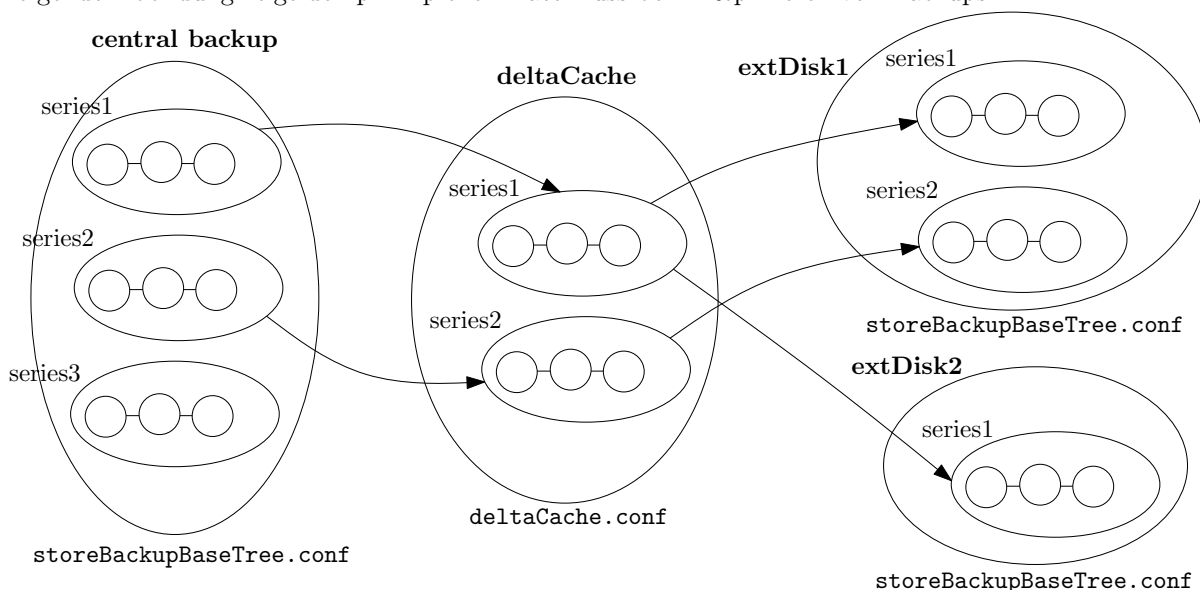 central backup
series1
series2
series3
storeBackupBaseTree.conf
deltaCache
series1
series2
deltaCache.conf
extDisk1
series1
series2
storeBackupBaseTree.conf
extDisk2
series1
storeBackupBaseTree.conf